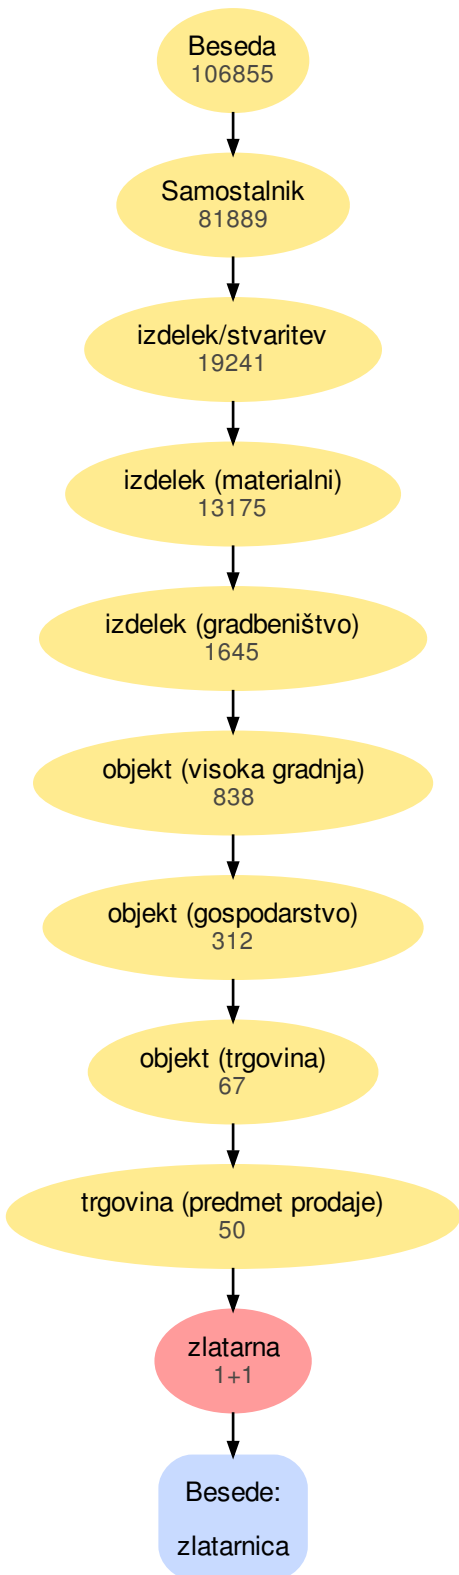 Beseda
106855
Samostalnik
81889
izdelek/stvaritev
19241
izdelek (materialni)
13175
izdelek (gradbeništvo)
1645
objekt (visoka gradnja)
838
objekt (gospodarstvo)
312
objekt (trgovina)
67
trgovina (predmet prodaje)
50
zlatarna
1+1
Besede:
zlatarnica